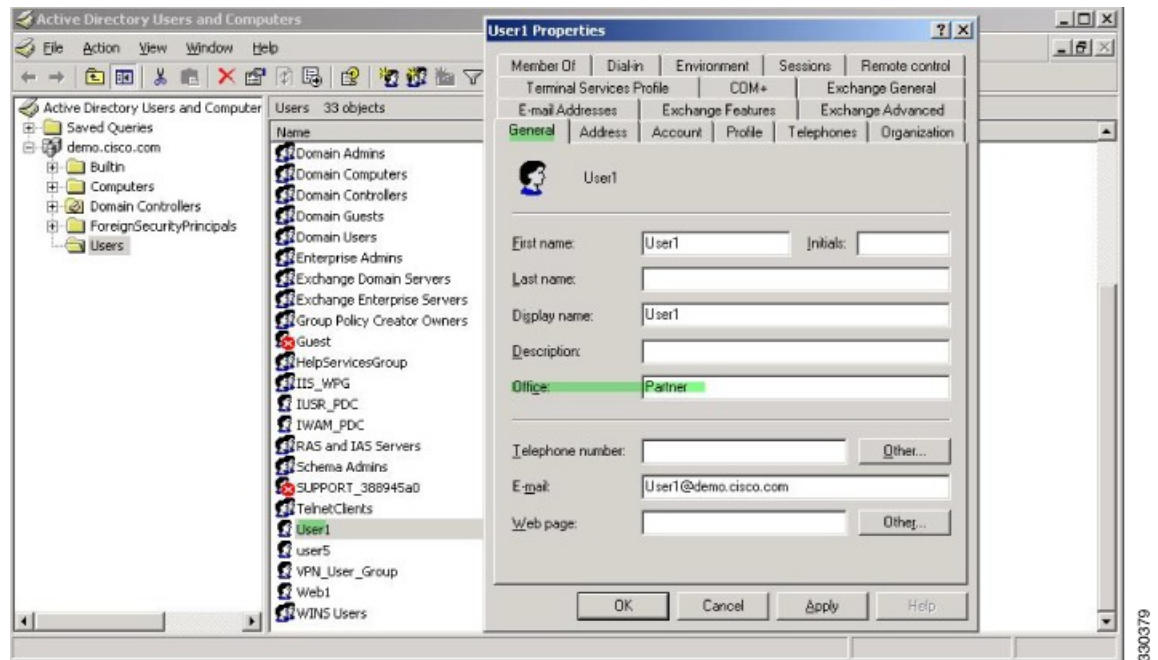 Active Directory Users and Computers
File Action View Window Help
Active Directory Users and Computer
Saved Queries
demo.cisco.com
Builtin
Computers
Domain Controllers
ForeignSecurityPrincipals
Users
Users 33 objects
Name
Domain Admins
Domain Computers
Domain Controllers
Domain Guests
Domain Users
Enterprise Admins
Exchange Domain Servers
Exchange Enterprise Servers
Group Policy Creator Owners
Guest
HelpServicesGroup
IIS_WPG
IUSR_PDC
IWAM_PDC
RAS and IAS Servers
Schema Admins
SUPPORT_388945a0
TelnetClients
User1
user5
VPN_User_Group
Web1
WINS Users
User1 Properties
Member Of Dial-in Environment Sessions Remote control
Terminal Services Profile COM+ Exchange General
E-mail Addresses Exchange Features Exchange Advanced
General Address Account Profile Telephones Organization
User1
First name: User1 Initials:
Last name:
Display name: User1
Description:
Office: Partner
Telephone number: Other...
E-mail: User1@demo.cisco.com
Web page: Other...
OK Cancel Apply Help
330379